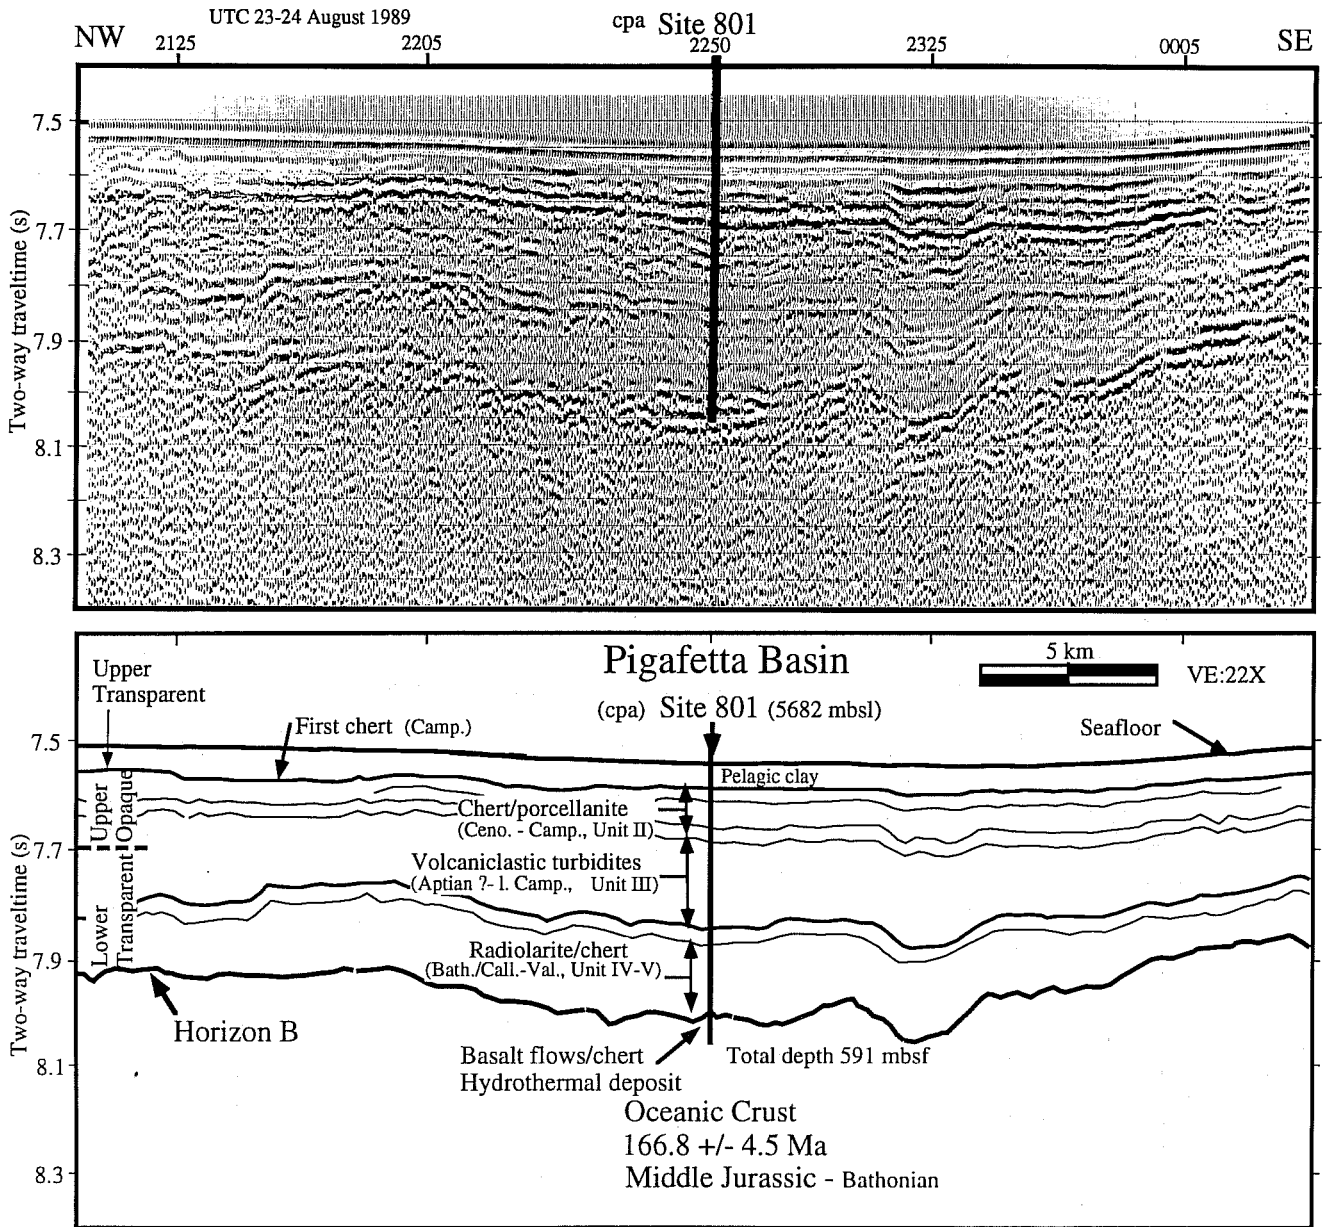 UTC 23-24 August 1989
cpa Site 801
NW 2125 2205 2250 2325 0005 SE
7.5
7.7
7.9
8.1
8.3
Two-way traveltime (s)
Pigafetta Basin
5 km
VE:22X
(cpa) Site 801 (5682 mbsl)
Upper
Transparent
First chert (Camp.)
Seafloor
7.5
Pelagic clay
Upper
Opaque
Chert/porcellanite
(Ceno. - Camp., Unit II)
7.7
Volcaniclastic turbidites
(Aptian ?- l. Camp., Unit III)
Lower
Transparent
Radiolarite/chert
(Bath./Call.-Val., Unit IV-V)
7.9
Two-way traveltime (s)
Horizon B
Basalt flows/chert
Hydrothermal deposit
Total depth 591 mbsf
8.1
Oceanic Crust
166.8 +/- 4.5 Ma
Middle Jurassic - Bathonian
8.3